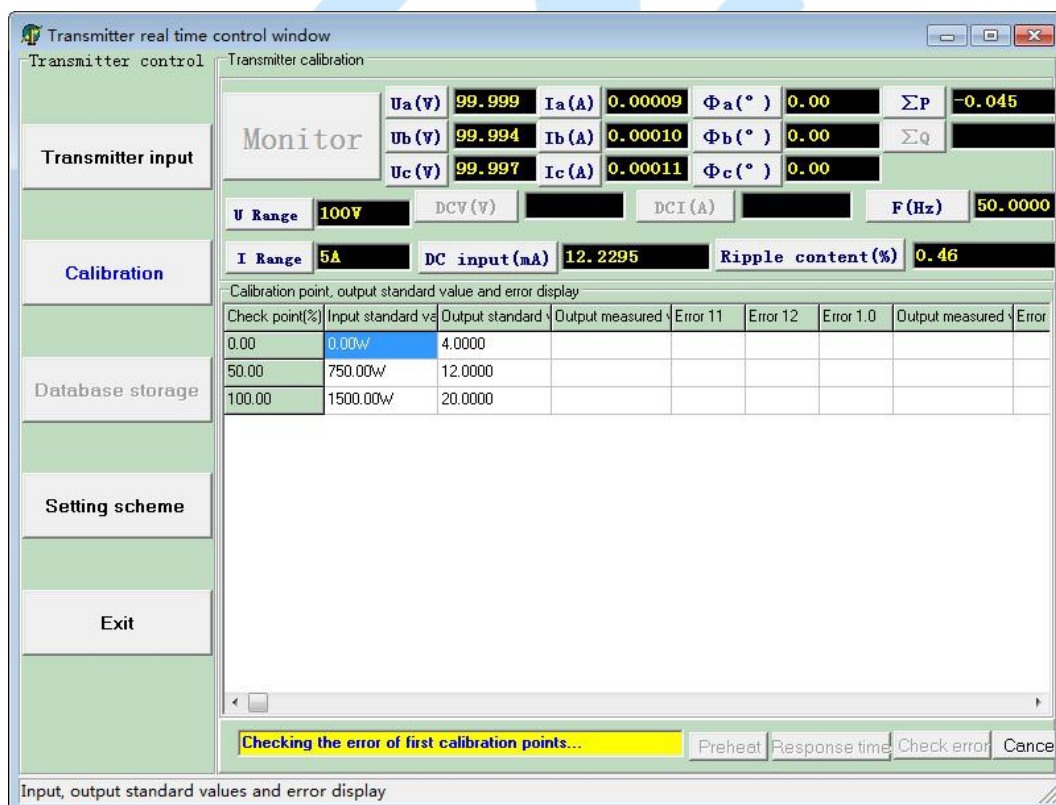 Transmitter real time control window
Transmitter control
Transmitter calibration
Monitor
Ua(V) 99.999 Ia(A) 0.00009 Φa(° ) 0.00 ΣP -0.045
Ub(V) 99.994 Ib(A) 0.00010 Φb(° ) 0.00 ΣQ
Uc(V) 99.997 Ic(A) 0.00011 Φc(° ) 0.00
U Range 100V DCV(V) DCI(A) F(Hz) 50.0000
I Range 5A DC input(mA) 12.2295 Ripple content(%) 0.46
Transmitter input
Calibration
Database storage
Setting scheme
Exit
Calibration point, output standard value and error display
Check point(%) Input standard va Output standard v Output measured v Error 11 Error 12 Error 1.0 Output measured v Error
0.00 0.00W 4.0000
50.00 750.00W 12.0000
100.00 1500.00W 20.0000
Checking the error of first calibration points...
Preheat Response time Check error Cance
Input, output standard values and error display